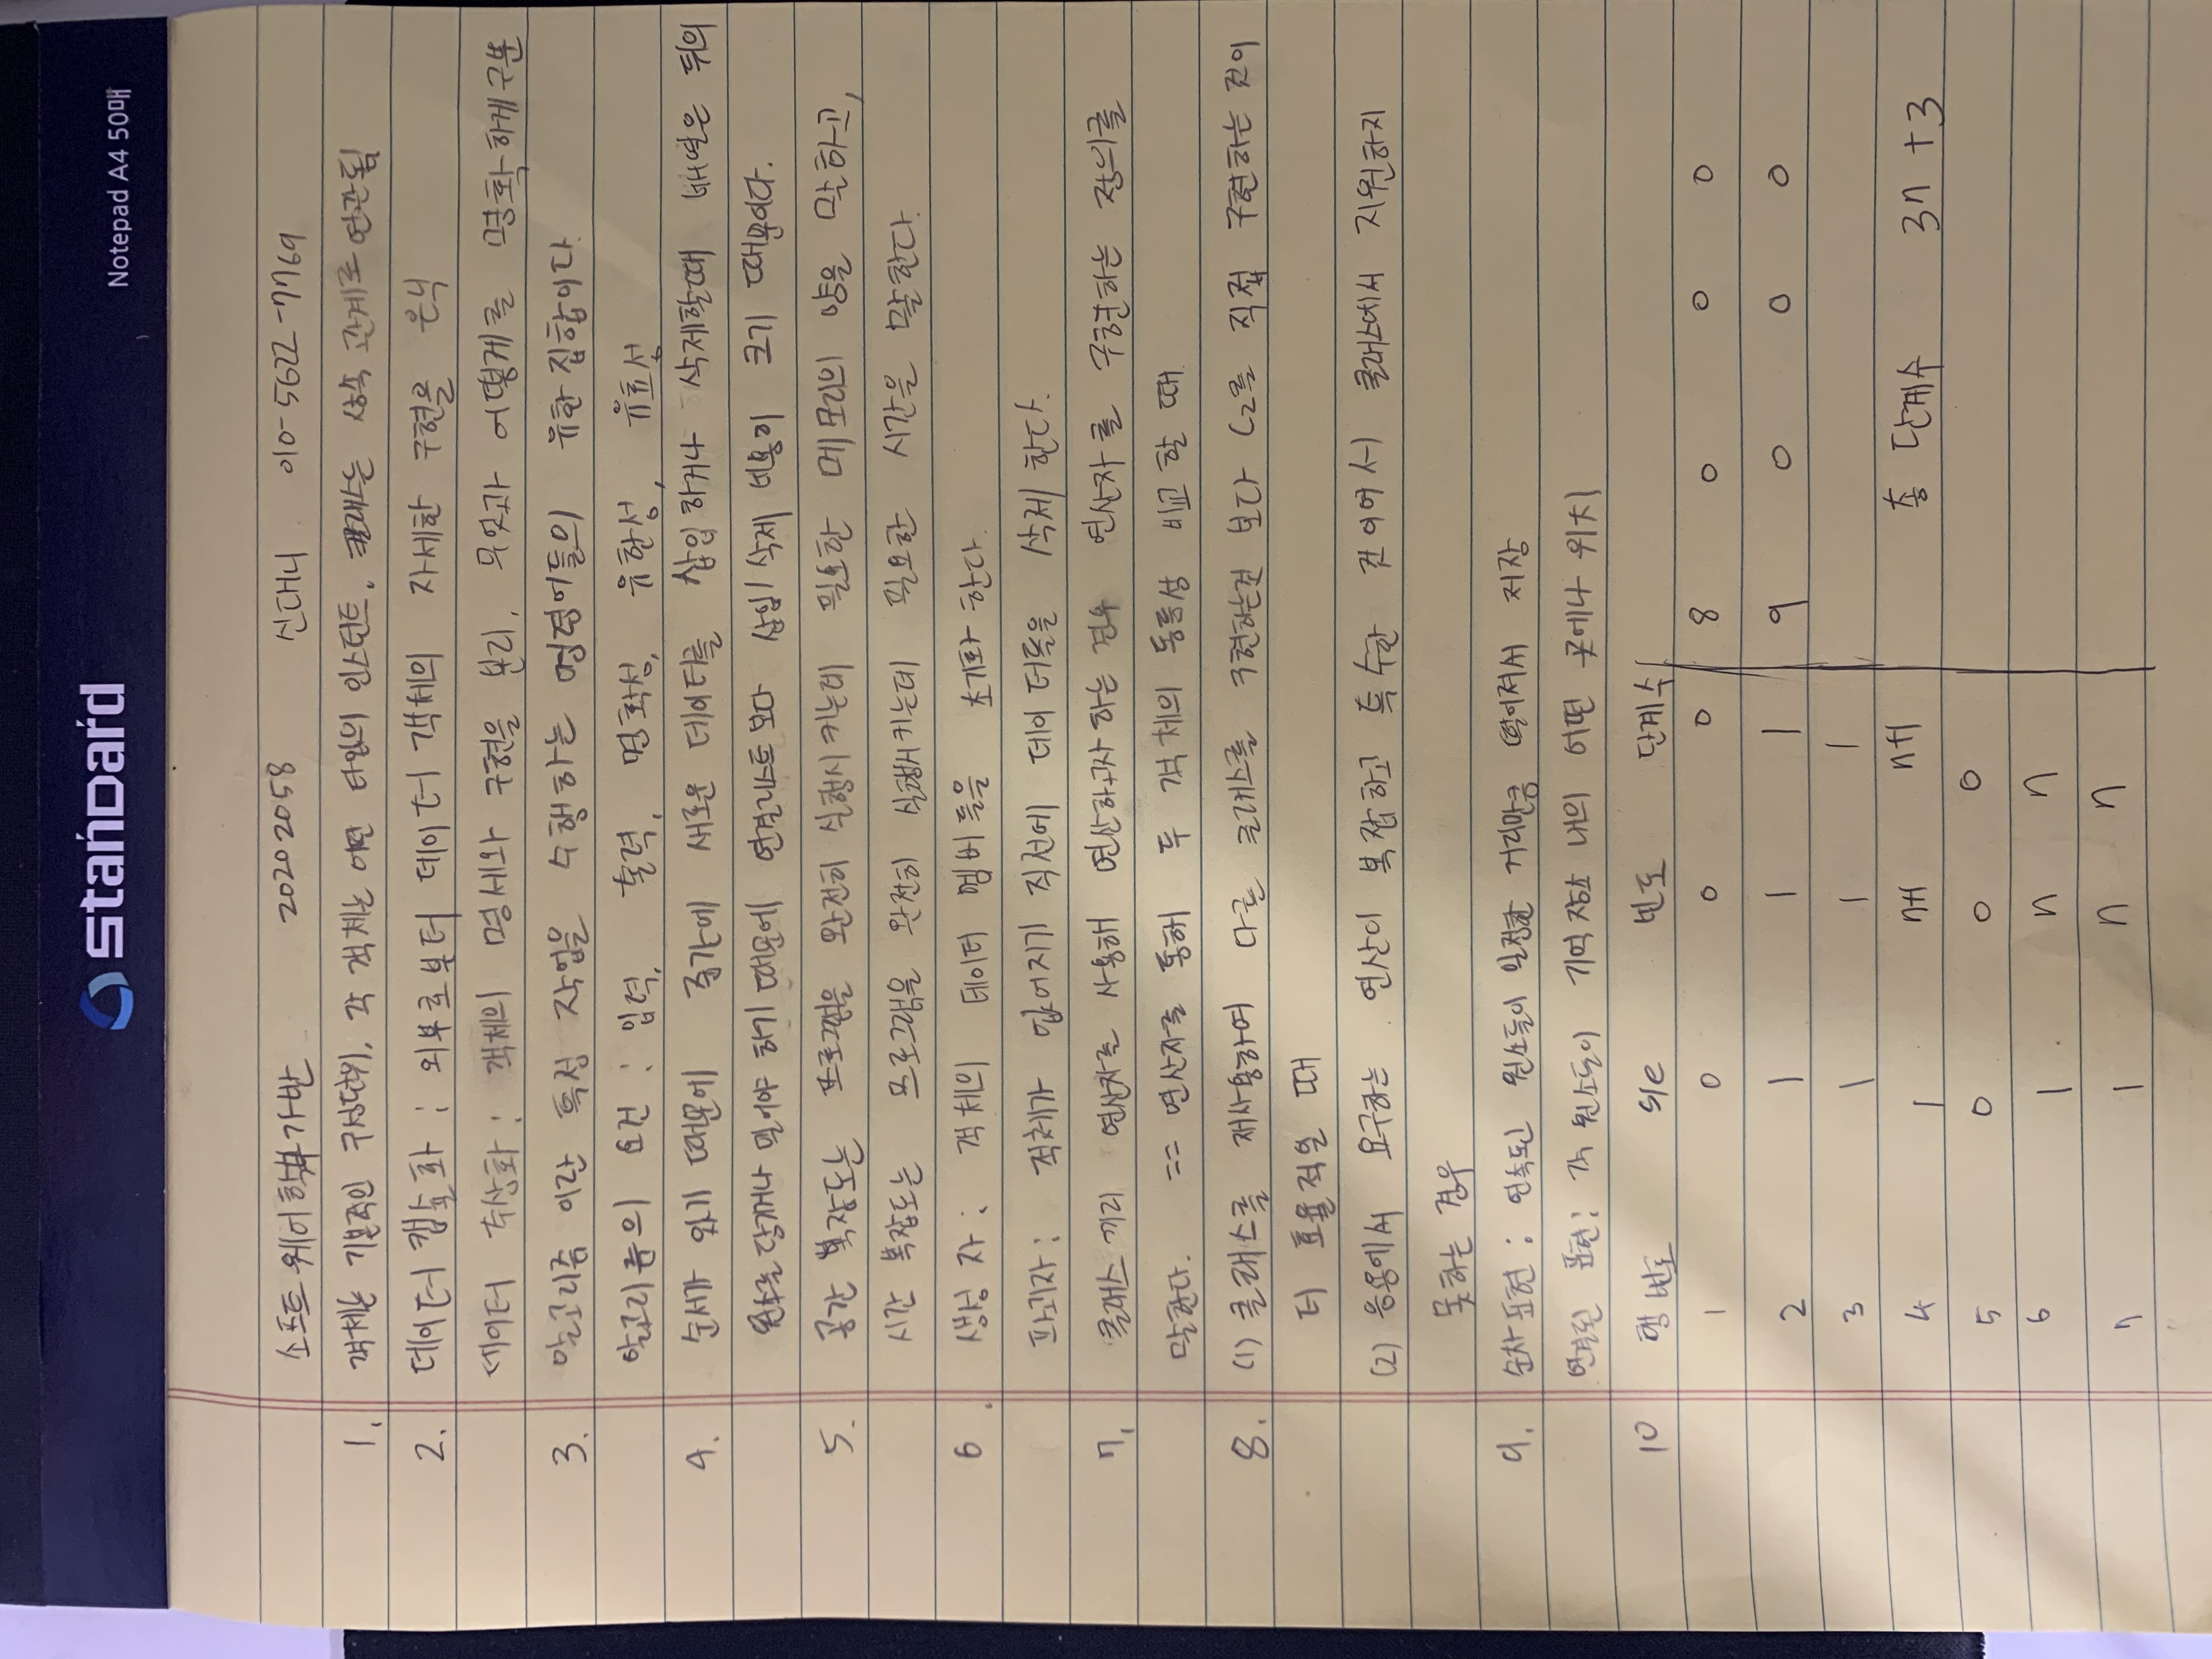 standard
Notepad A4 50매
소프트웨어학부 가반 20202058 신대니 010-5622-7769
1. 객체는 기본적인 구성단위, 각 객체는 어떤 타입의 인스턴트, 클래스는 상속 관계로 연관됨
2. 데이터 캡슐화 : 외부로부터 데이터 객체의 자세한 구현을 은닉
데이터 추상화 : 객체의 명세와 구현을 분리, 무엇과 어떻게를 명확하게 구분
3. 알고리즘 이란 특정 작업을 수행하는 명령어들의 유한 집합이다.
알고리즘의 요건 : 입력, 출력, 명확성, 유한성, 유효성
4. 순서가 있기 때문에 중간에 새로운 데이터를 삽입하거나 삭제할때 배열은 뒤의
원소를 당기거나 밀어야 하기 때문에 연결리스트 보다 삽입/삭제 비용이 크기 때문이다.
5. 공간 복잡도는 프로그램을 완전히 실행시키는데 필요한 메모리의 양을 말하고,
시간 복잡도는 프로그램을 완전히 실행시키는데 필요한 시간을 말한다.
6. 생성자 : 객체의 데이터 멤버들을 초기화 한다.
파괴자 : 객체가 없어지기 직전에 데이터들을 삭제 한다.
7. 클래스 끼리 연산자를 사용해 연산하고자 하는 경우 연산자를 구현하는 정의를
말한다. == 연산자를 통해 두 객체의 동등성 비교 할 때
8. (1) 클래스를 재사용하여 다른 클래스를 구현하는것 보다 C2를 직접 구현하는 것이
더 효율적일 때
(2) 응용에서 요구하는 연산이 복잡하고 특수한 것이어서 클래스에서 지원하지
못하는 경우
9. 순차표현 : 연속된 원소들이 일정한 거리만큼 떨어져서 저장
연결된 표현 : 각 원소들이 기억장소 내의 어떤 곳에나 위치
10 행 빈도 s/e 빈도 단계수
1 0 0 0 8 0 0 0
2 1 1 1 9 0 0 0
3 1 1 1
4 1 n+1 n+1 총 단계수 3n+3
5 0 0 0
6 1 n n
7 1 n n